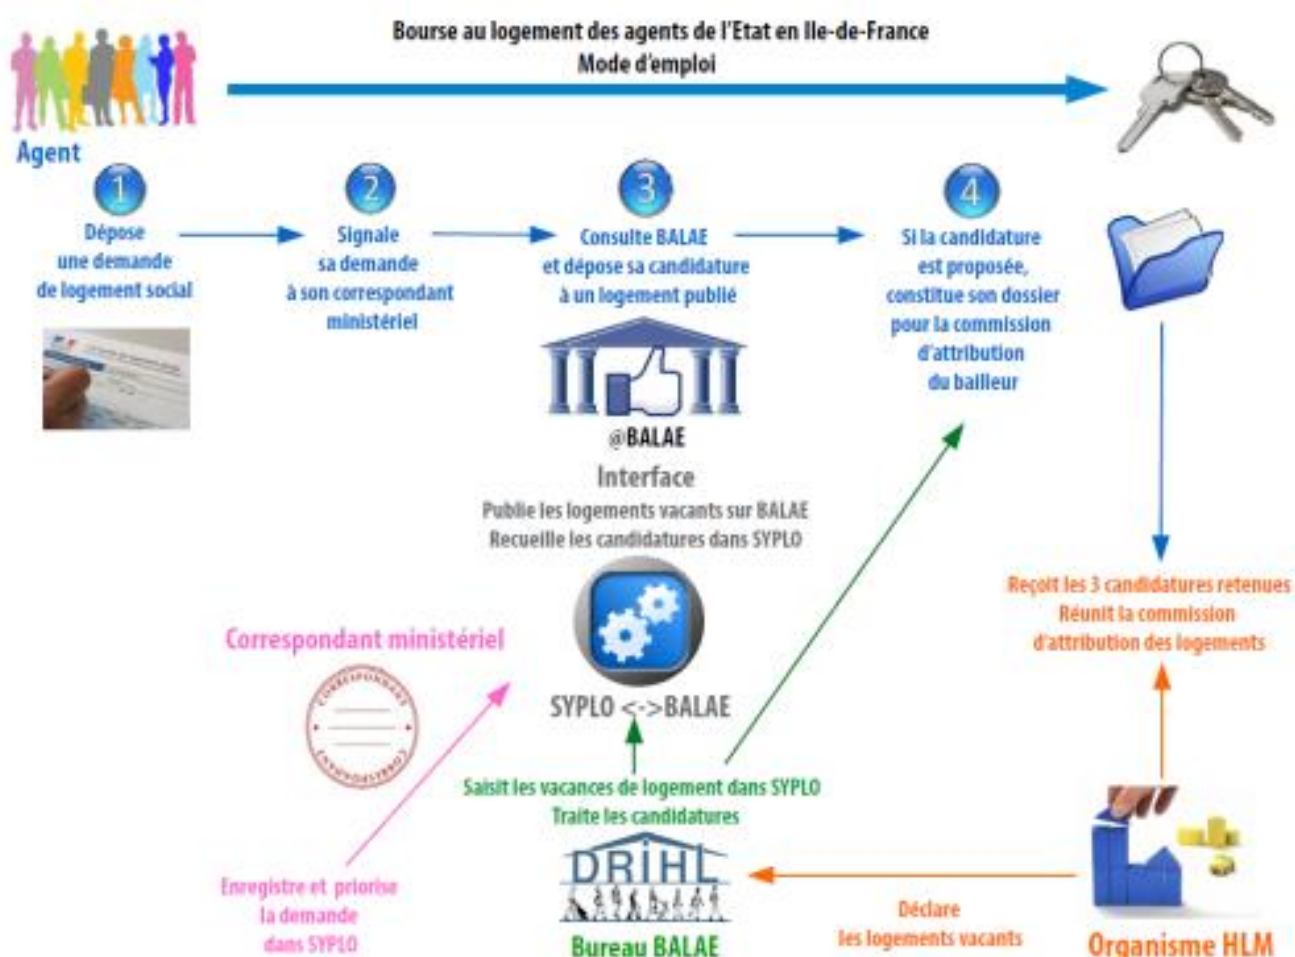 Bourse au logement des agents de l'Etat en Ile-de-France
Mode d'emploi
Agent
1
Dépose
une demande
de logement social
2
Signale
sa demande
à son correspondant
ministériel
3
Consulte BALAE
et dépose sa candidature
à un logement publié
4
Si la candidature
est proposée,
constitue son dossier
pour la commission
d'attribution
du bailleur
@BALAE
Interface
Publie les logements vacants sur BALAE
Recueille les candidatures dans SYPLO
SYPLO <->BALAE
Reçoit les 3 candidatures retenues
Réunit la commission
d'attribution des logements
Correspondant ministériel
CORRESPONDANT
CORRESPONDANT
Enregistre et priorise
la demande
dans SYPLO
Saisit les vacances de logement dans SYPLO
Traite les candidatures
DRiHL
Bureau BALAE
Déclare
les logements vacants
Organisme HLM